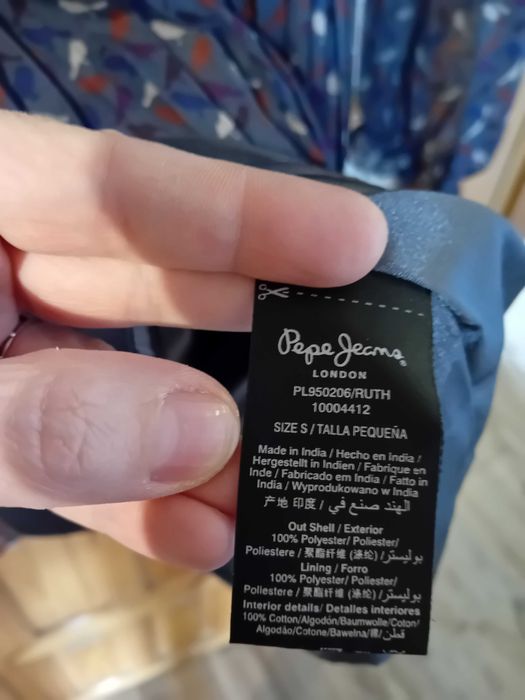 Pepe Jeans
LONDON
PL950206/RUTH
10004412
SIZE S / TALLA PEQUEÑA
Made in India / Hecho en India /
Hergestellt in Indien / Fabrique en
Inde / Fabricado em India / Fatto in
India / Wyprodukowano w India
产地 印度 / الهند صنع في
Out Shell / Exterior
100% Polyester/ Poliester/
Poliestere / 聚酯纤维 (涤纶) /بوليستر
Lining / Forro
100% Polyester/ Poliester/
Poliestere / 聚酯纤维 (涤纶) /بوليستر
Interior details/ Detalles interiores
100% Cotton/Algodón/Baumwolle/Coton/
Algodão/Cotone/Bawelna/棉/قطن